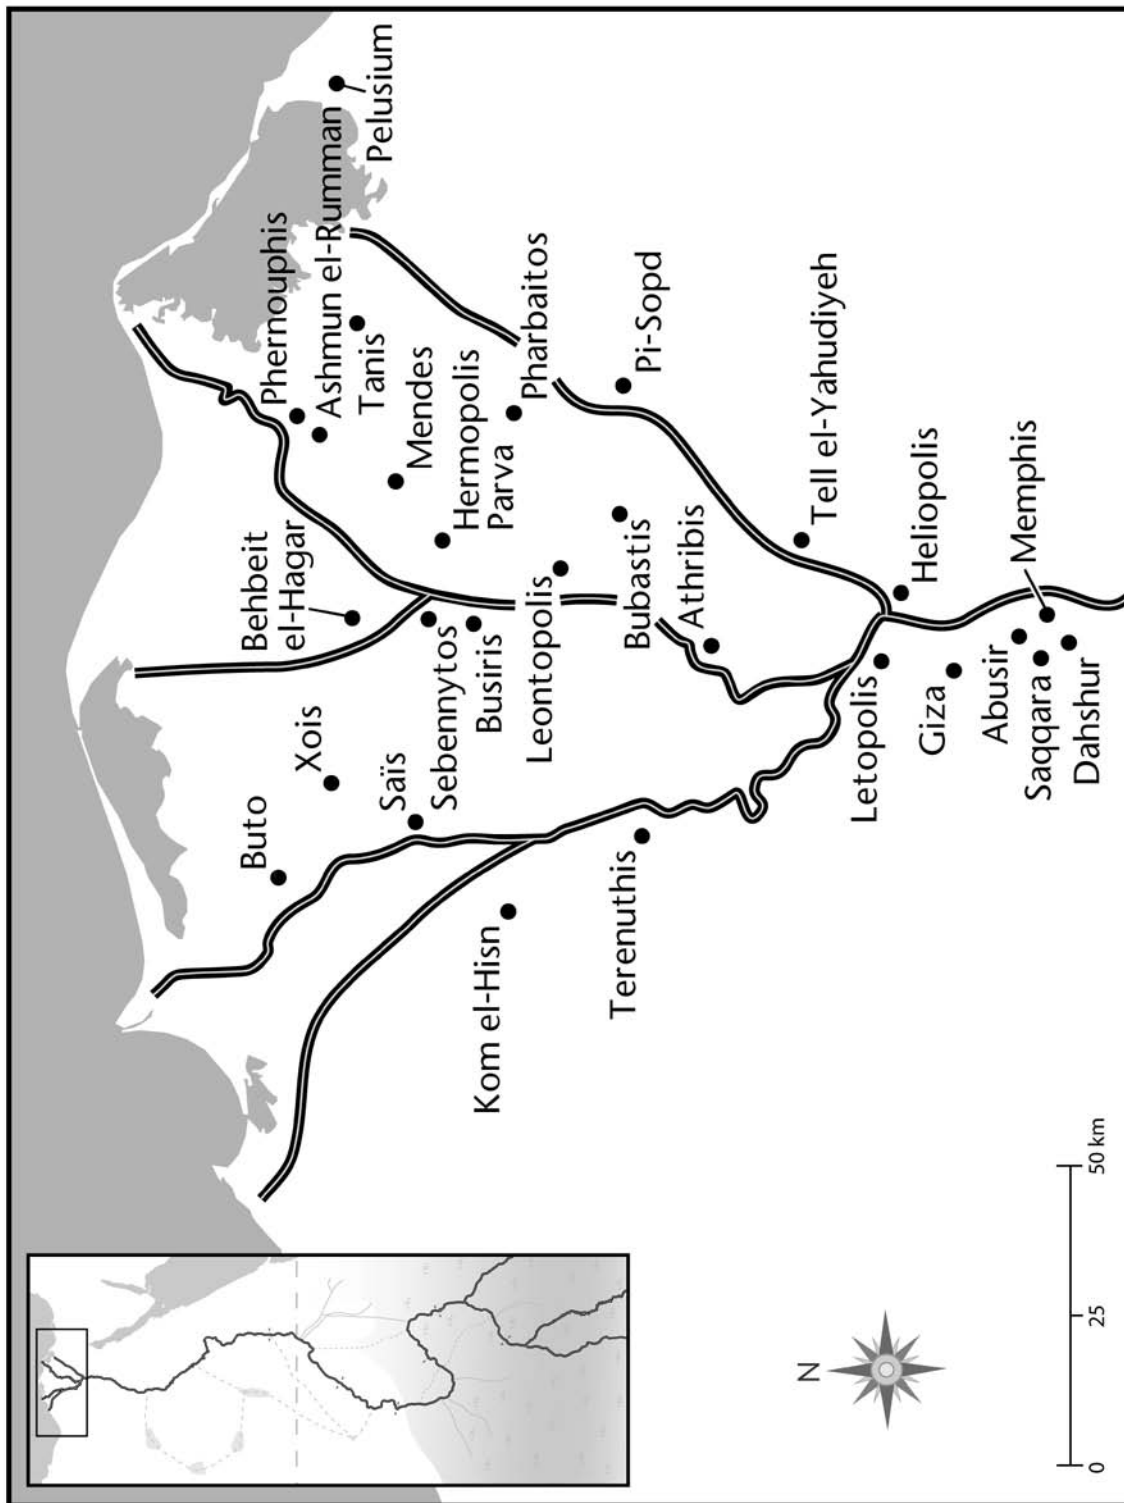 Phernouphis
Ashmun el-Rumman
Pelusium
Tanis
Behbeit
el-Hagar
Mendes
Xois
Buto
Hermopolis
Parva
Saïs
Sebennytos
Busiris
Pharbaitos
Kom el-Hisn
Leontopolis
Pi-Sopd
Bubastis
Terenuthis
Athribis
Tell el-Yahudiyeh
Letopolis
Heliopolis
Giza
Abusir
Memphis
Saqqara
Dahshur
N
0
25
50 km